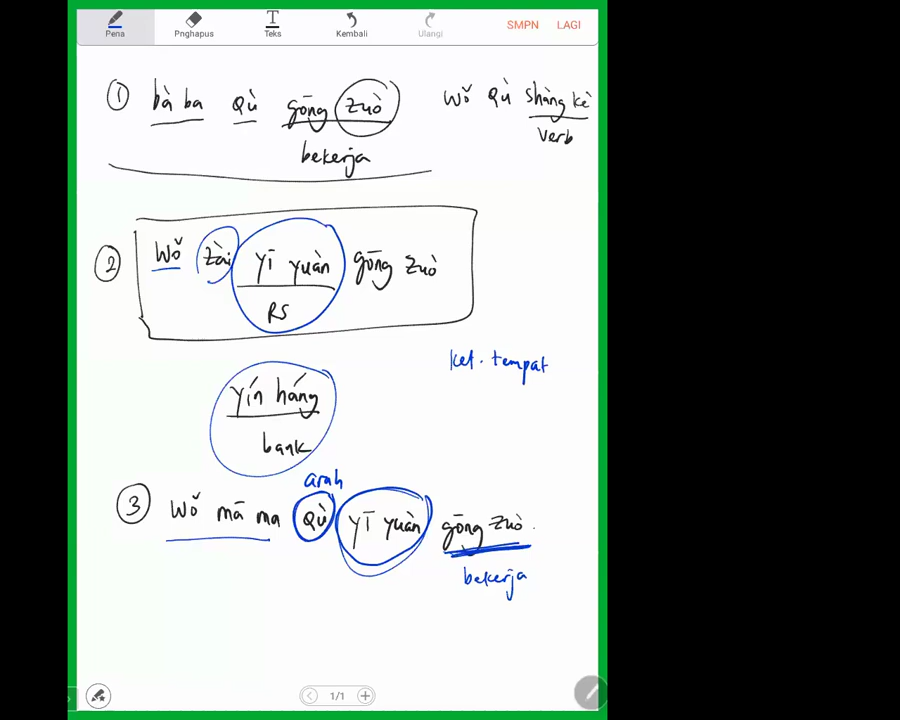 Pena Pnghapus Teks Kembali Ulangi SMPN LAGI
① bà ba Qù gōng Zuò
bekerja
Wǒ Qù shàng kè
Verb
② Wǒ Zài yī yuàn gōng Zuò
RS
ket. tempat
yín háng
bank
arah
③ Wǒ mā ma Qù yī yuàn gōng Zuò.
bekerja
1/1